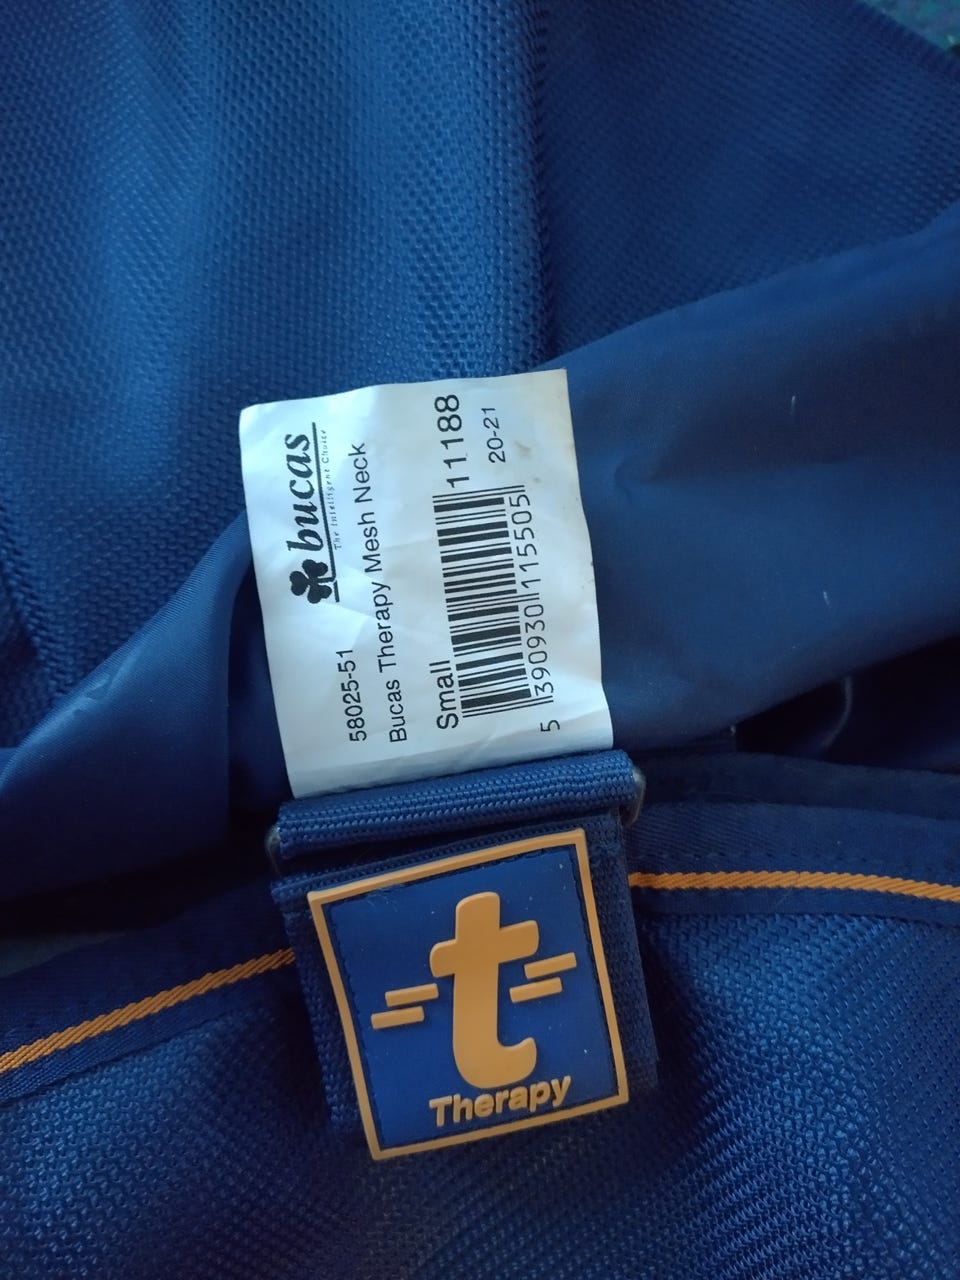 bucas
The Intelligent Choice
58025-51
Bucas Therapy Mesh Neck
Small 11188
20-21
5 390930 115505
t
Therapy